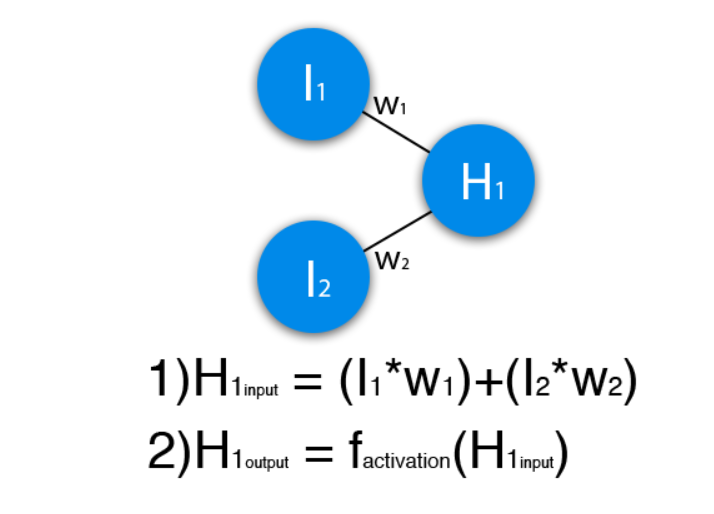 I₁
w₁
H₁
I₂
w₂
1)H₁input = (I₁*w₁)+(I₂*w₂)
2)H₁output = factivation(H₁input)